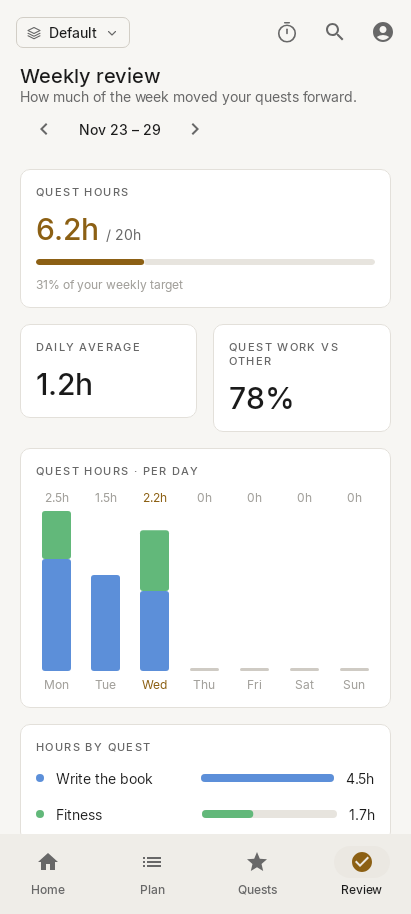 Default
Weekly review
How much of the week moved your quests forward.
Nov 23 – 29
QUEST HOURS
6.2h / 20h
31% of your weekly target
DAILY AVERAGE
1.2h
QUEST WORK VS
OTHER
78%
QUEST HOURS · PER DAY
2.5h 1.5h 2.2h 0h 0h 0h 0h
Mon Tue Wed Thu Fri Sat Sun
HOURS BY QUEST
Write the book 4.5h
Fitness 1.7h
Home Plan Quests Review